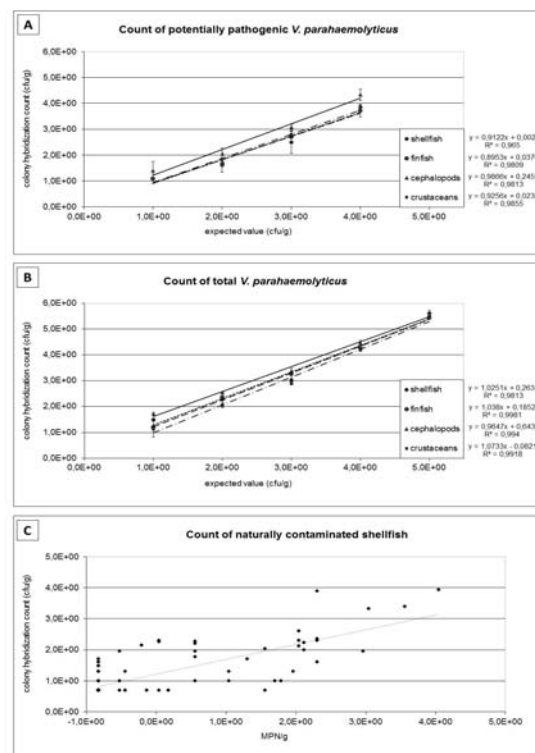 A
Count of potentially pathogenic V. parahaemolyticus
colony hybridization count (cfu/g)
6,0E+00
5,0E+00
4,0E+00
3,0E+00
2,0E+00
1,0E+00
0,0E+00
0,0E+00 1,0E+00 2,0E+00 3,0E+00 4,0E+00 5,0E+00
expected value (cfu/g)
shellfish
y = 0,9122x + 0,002
R² = 0,965
finfish
y = 0,8953x + 0,037
R² = 0,9809
cephalopods
R² = 0,9813
crustaceans
y = 0,9256x + 0,023
R² = 0,9855
B
Count of total V. parahaemolyticus
colony hybridization count (cfu/g)
6,0E+00
5,0E+00
4,0E+00
3,0E+00
2,0E+00
1,0E+00
0,0E+00
0,0E+00 1,0E+00 2,0E+00 3,0E+00 4,0E+00 5,0E+00
expected value (cfu/g)
shellfish
y = 1,0251x + 0,263
R² = 0,9813
finfish
y = 1,038x + 0,1852
R² = 0,9981
cephalopods
y = 0,9647x + 0,643
R² = 0,994
crustaceans
y = 1,0733x - 0,0821
R² = 0,9918
C
Count of naturally contaminated shellfish
colony hybridization count (cfu/g)
5,0E+00
4,0E+00
3,0E+00
2,0E+00
1,0E+00
0,0E+00
-1,0E+00 0,0E+00 1,0E+00 2,0E+00 3,0E+00 4,0E+00 5,0E+00
MPN/g